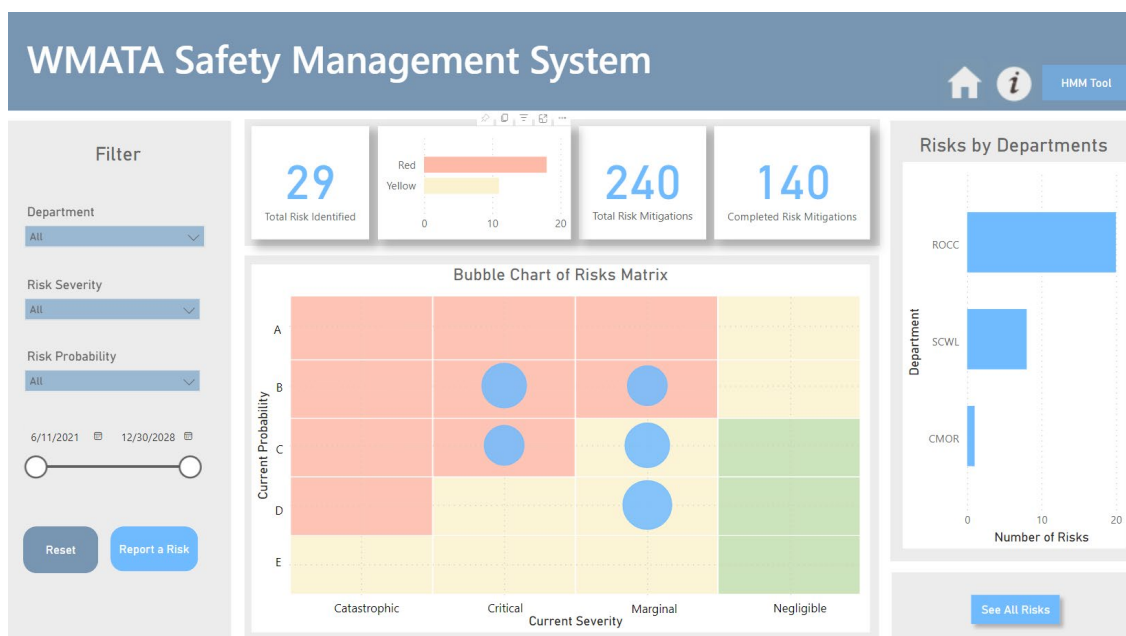 WMATA Safety Management System
i
HMM Tool
Filter
Department
All
Risk Severity
All
Risk Probability
All
6/11/2021
12/30/2028
Reset
Report a Risk
29
Total Risk Identified
Red
Yellow
0
10
20
240
Total Risk Mitigations
140
Completed Risk Mitigations
Bubble Chart of Risks Matrix
Current Probability
A
B
C
D
E
Catastrophic
Critical
Marginal
Negligible
Current Severity
Risks by Departments
Department
ROCC
SCWL
CMOR
0
10
20
Number of Risks
See All Risks